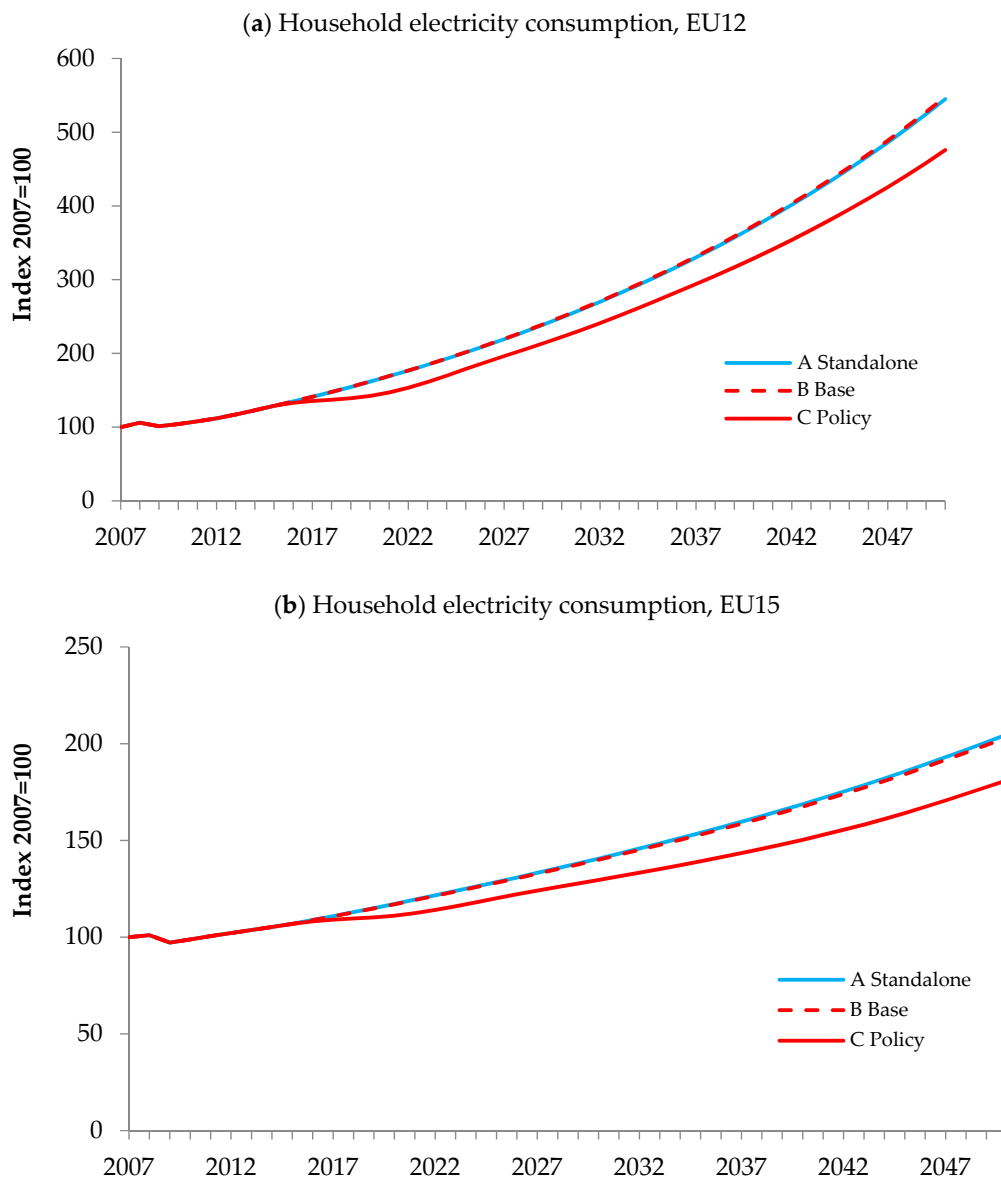 (a) Household electricity consumption, EU12
600
500
400
300
200
100
0
Index 2007=100
A Standalone
B Base
C Policy
2007 2012 2017 2022 2027 2032 2037 2042 2047
(b) Household electricity consumption, EU15
250
200
150
100
50
0
Index 2007=100
A Standalone
B Base
C Policy
2007 2012 2017 2022 2027 2032 2037 2042 2047